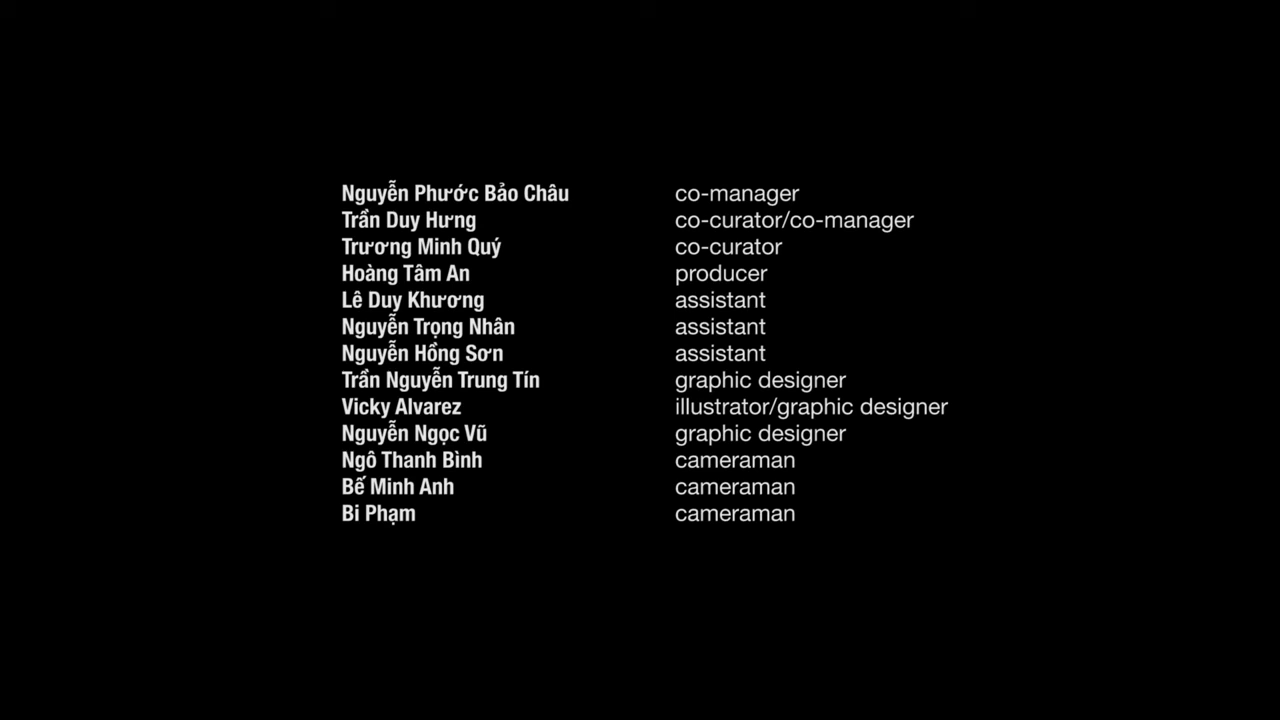 Nguyễn Phước Bảo Châu co-manager
Trần Duy Hưng co-curator/co-manager
Trương Minh Quý co-curator
Hoàng Tâm An producer
Lê Duy Khương assistant
Nguyễn Trọng Nhân assistant
Nguyễn Hồng Sơn assistant
Trần Nguyễn Trung Tín graphic designer
Vicky Alvarez illustrator/graphic designer
Nguyễn Ngọc Vũ graphic designer
Ngô Thanh Bình cameraman
Bế Minh Anh cameraman
Bi Phạm cameraman